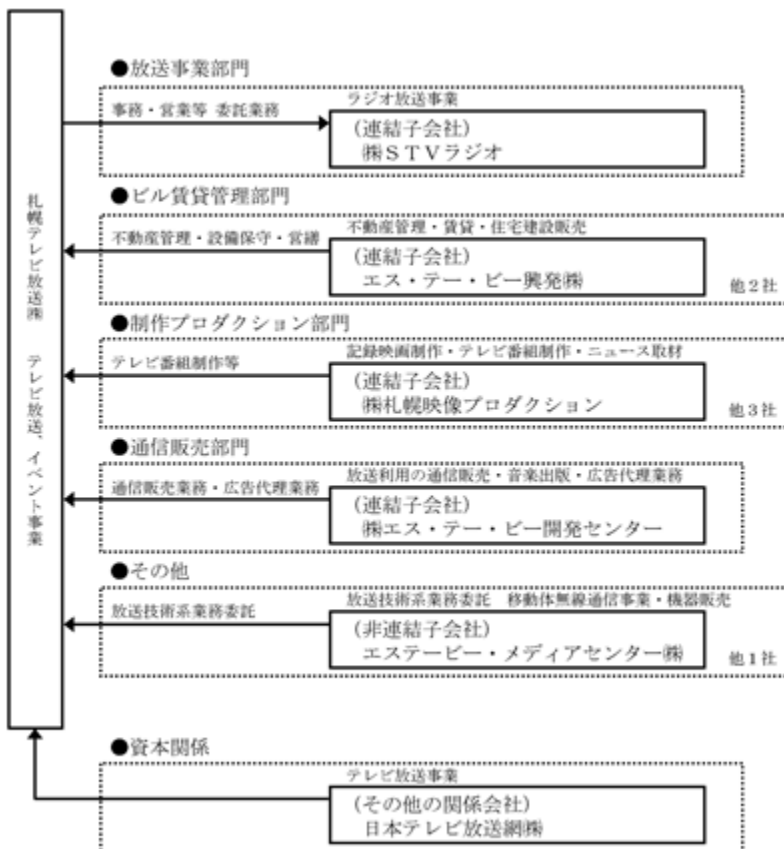 札幌テレビ放送㈱　テレビ放送、イベント事業
●放送事業部門
事務・営業等 委託業務
ラジオ放送事業
(連結子会社)
㈱STVラジオ
●ビル賃貸管理部門
不動産管理・設備保守・営繕
不動産管理・賃貸・住宅建設販売
(連結子会社)
エス・テー・ビー興発㈱
他2社
●制作プロダクション部門
テレビ番組制作等
記録映画制作・テレビ番組制作・ニュース取材
(連結子会社)
㈱札幌映像プロダクション
他3社
●通信販売部門
通信販売業務・広告代理業務
放送利用の通信販売・音楽出版・広告代理業務
(連結子会社)
㈱エス・テー・ビー開発センター
●その他
放送技術系業務委託
放送技術系業務委託　移動体無線通信事業・機器販売
(非連結子会社)
エステービー・メディアセンター㈱
他1社
●資本関係
テレビ放送事業
(その他の関係会社)
日本テレビ放送網㈱